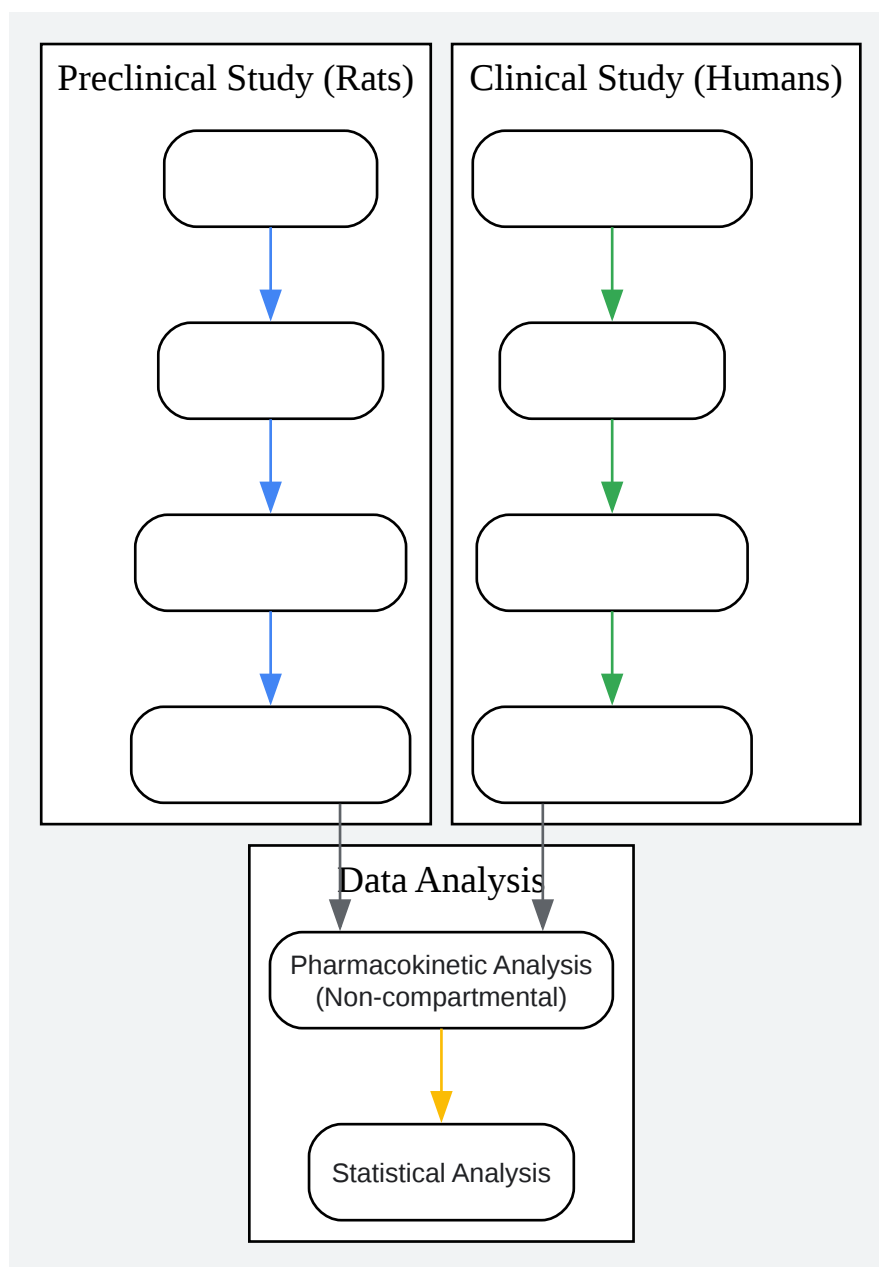 Preclinical Study (Rats)
Clinical Study (Humans)
Data Analysis
Pharmacokinetic Analysis
(Non-compartmental)
Statistical Analysis